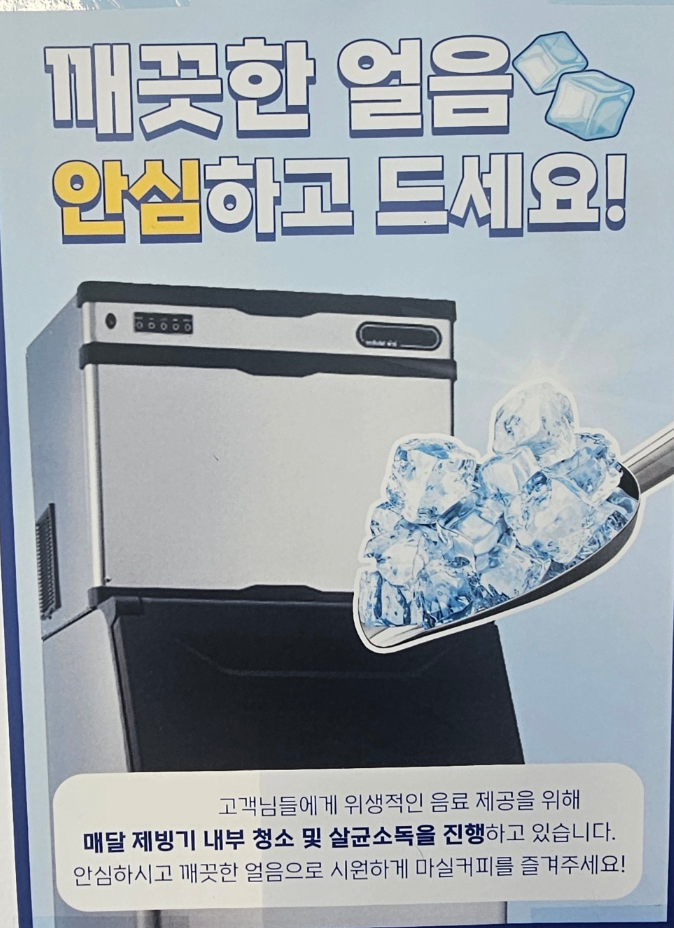 깨끗한 얼음
안심하고 드세요!
고객님들에게 위생적인 음료 제공을 위해
매달 제빙기 내부 청소 및 살균소독을 진행하고 있습니다.
안심하시고 깨끗한 얼음으로 시원하게 마실커피를 즐겨주세요!